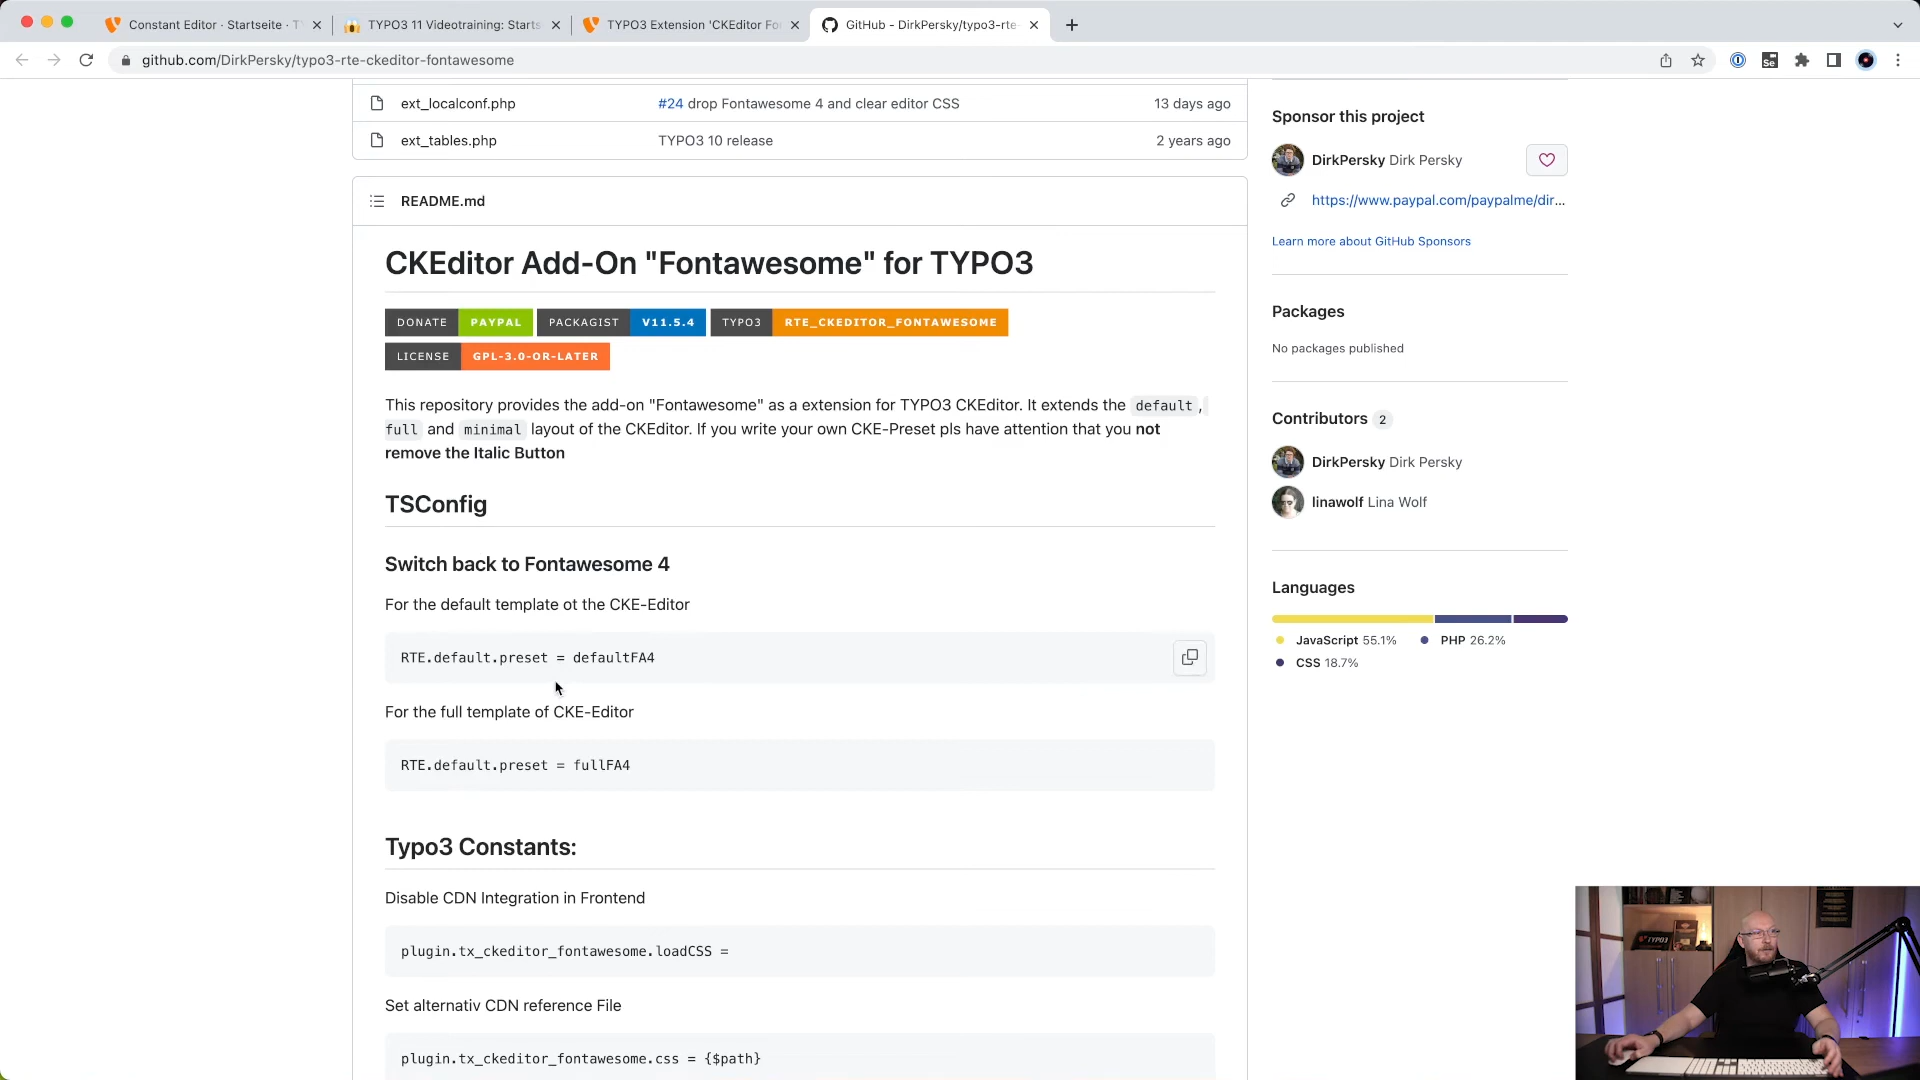 Constant Editor · Startseite · T
TYPO3 11 Videotraining: Starts
TYPO3 Extension 'CKEditor Fo
GitHub - DirkPersky/typo3-rte-
github.com/DirkPersky/typo3-rte-ckeditor-fontawesome
ext_localconf.php #24 drop Fontawesome 4 and clear editor CSS 13 days ago
ext_tables.php TYPO3 10 release 2 years ago
README.md
CKEditor Add-On "Fontawesome" for TYPO3
DONATE PAYPAL PACKAGIST V11.5.4 TYPO3 RTE_CKEDITOR_FONTAWESOME
LICENSE GPL-3.0-OR-LATER
This repository provides the add-on "Fontawesome" as a extension for TYPO3 CKEditor. It extends the default,
full and minimal layout of the CKEditor. If you write your own CKE-Preset pls have attention that you not
remove the Italic Button
TSConfig
Switch back to Fontawesome 4
For the default template ot the CKE-Editor
RTE.default.preset = defaultFA4
For the full template of CKE-Editor
RTE.default.preset = fullFA4
Typo3 Constants:
Disable CDN Integration in Frontend
plugin.tx_ckeditor_fontawesome.loadCSS =
Set alternativ CDN reference File
plugin.tx_ckeditor_fontawesome.css = {$path}
Sponsor this project
DirkPersky Dirk Persky
https://www.paypal.com/paypalme/dir...
Learn more about GitHub Sponsors
Packages
No packages published
Contributors 2
DirkPersky Dirk Persky
linawolf Lina Wolf
Languages
JavaScript 55.1% PHP 26.2%
CSS 18.7%
TYPO3